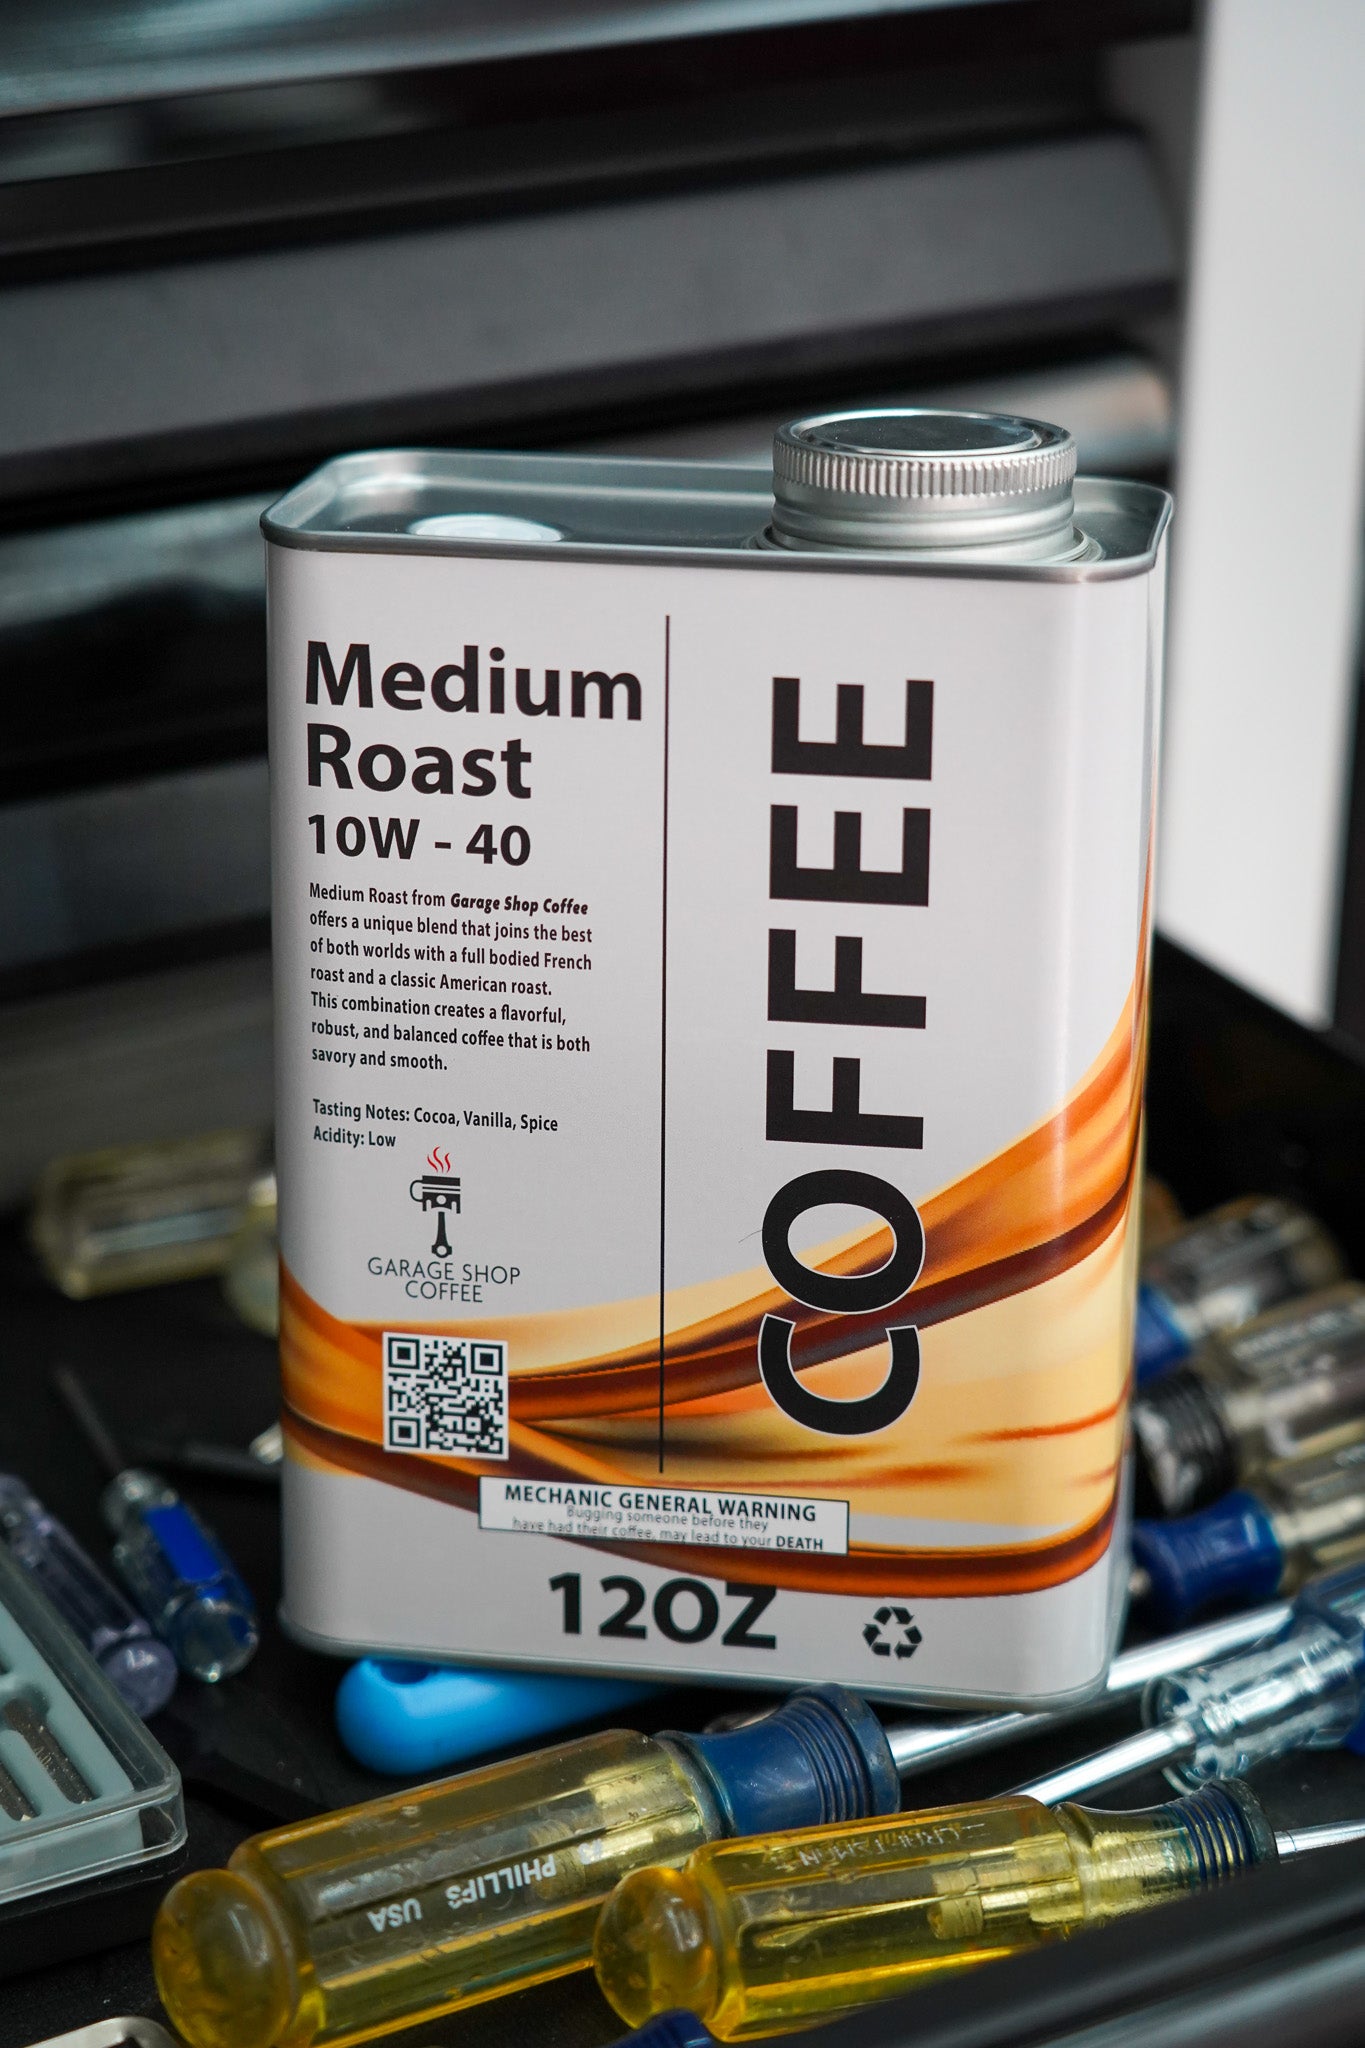 Medium
Roast
10W - 40
Medium Roast from Garage Shop Coffee
offers a unique blend that joins the best
of both worlds with a full bodied French
roast and a classic American roast.
This combination creates a flavorful,
robust, and balanced coffee that is both
savory and smooth.
Tasting Notes: Cocoa, Vanilla, Spice
Acidity: Low
GARAGE SHOP
COFFEE
COFFEE
MECHANIC GENERAL WARNING
Bugging someone before they
have had their coffee, may lead to your DEATH
12OZ
PHILLIPS USA
CRAFTSMAN